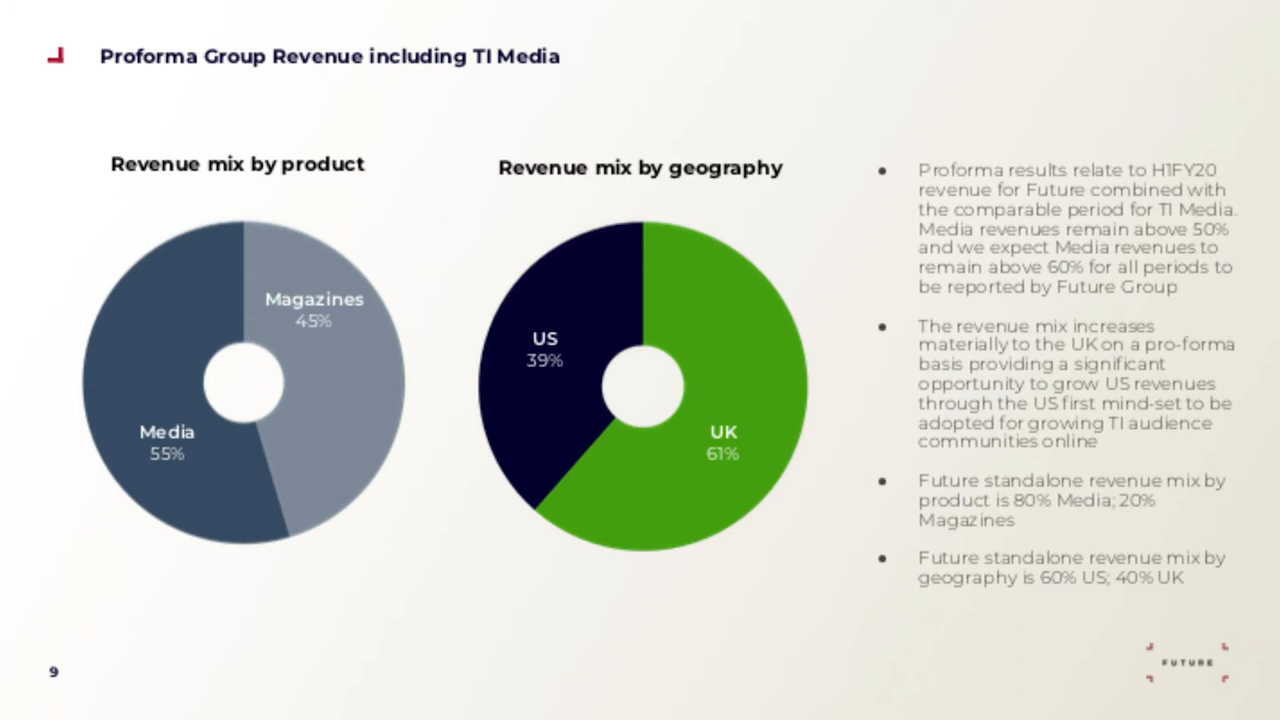 Proforma Group Revenue including TI Media
Revenue mix by product
Magazines
45%
Media
55%
Revenue mix by geography
US
39%
UK
61%
● Proforma results relate to H1FY20
revenue for Future combined with
the comparable period for TI Media.
Media revenues remain above 50%
and we expect Media revenues to
remain above 60% for all periods to
be reported by Future Group
● The revenue mix increases
materially to the UK on a pro-forma
basis providing a significant
opportunity to grow US revenues
through the US first mind-set to be
adopted for growing TI audience
communities online
● Future standalone revenue mix by
product is 80% Media; 20%
Magazines
● Future standalone revenue mix by
geography is 60% US; 40% UK
9
FUTURE